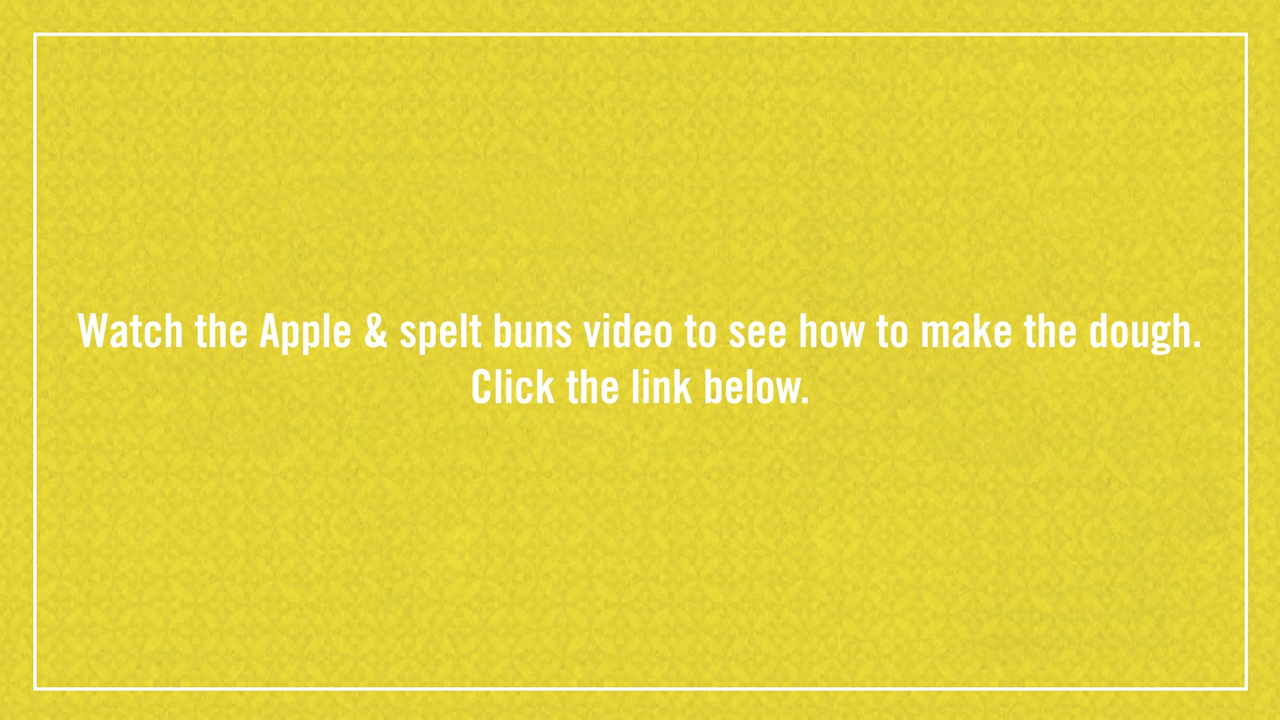 Watch the Apple & spelt buns video to see how to make the dough.
Click the link below.